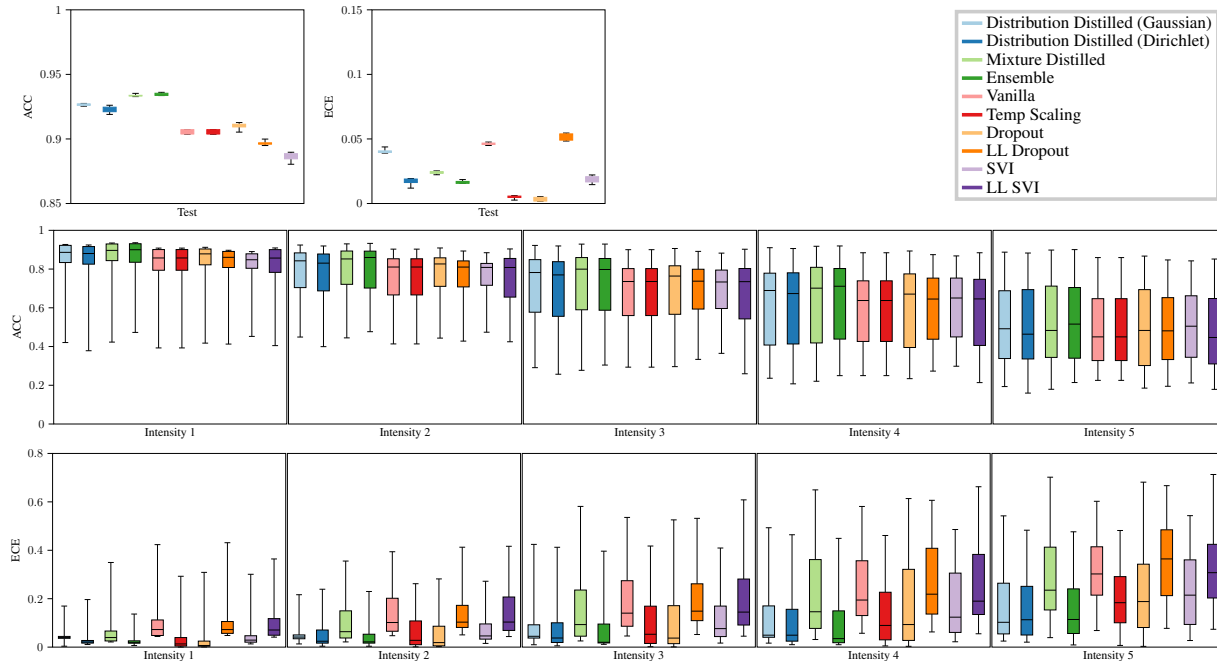 1
0.95
0.9
0.85
ACC
Test
0.15
0.1
0.05
0
ECE
Test
Distribution Distilled (Gaussian)
Distribution Distilled (Dirichlet)
Mixture Distilled
Ensemble
Vanilla
Temp Scaling
Dropout
LL Dropout
SVI
LL SVI
1
0.8
0.6
0.4
0.2
0
ACC
Intensity 1
Intensity 2
Intensity 3
Intensity 4
Intensity 5
0.8
0.6
0.4
0.2
0
ECE
Intensity 1
Intensity 2
Intensity 3
Intensity 4
Intensity 5